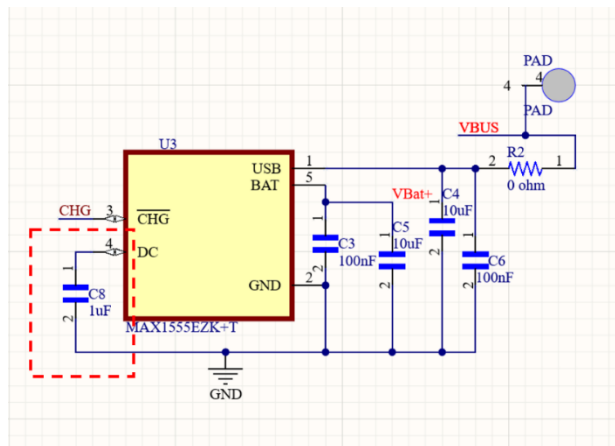 PAD
4
4
PAD
VBUS
U3
R2
USB
1
2
1
BAT
5
VBat+
C4
0 ohm
CHG
3
CHG
1
10uF
1
C5
4
DC
1
C3
10uF
1
C6
1
C8
2
100nF
2
100nF
GND
2
2
2
2
1uF
MAX1555EZK+T
GND